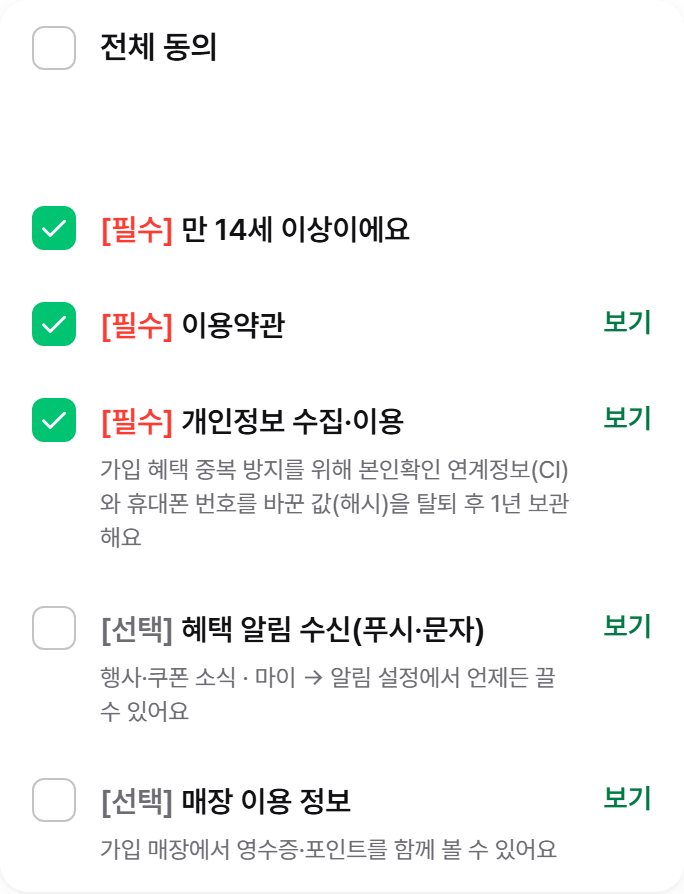 전체 동의
[필수] 만 14세 이상이에요
[필수] 이용약관 보기
[필수] 개인정보 수집·이용 보기
가입 혜택 중복 방지를 위해 본인확인 연계정보(CI)
와 휴대폰 번호를 바꾼 값(해시)을 탈퇴 후 1년 보관
해요
[선택] 혜택 알림 수신(푸시·문자) 보기
행사·쿠폰 소식 · 마이 → 알림 설정에서 언제든 끌
수 있어요
[선택] 매장 이용 정보 보기
가입 매장에서 영수증·포인트를 함께 볼 수 있어요